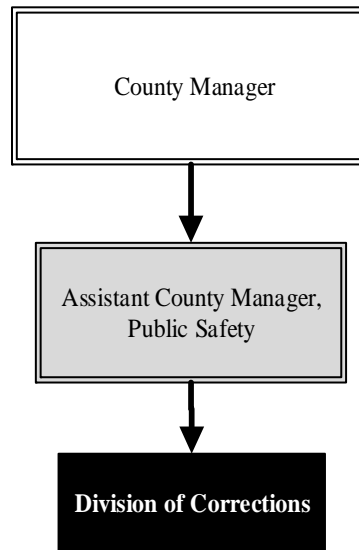 County Manager
Assistant County Manager,
Public Safety
Division of Corrections